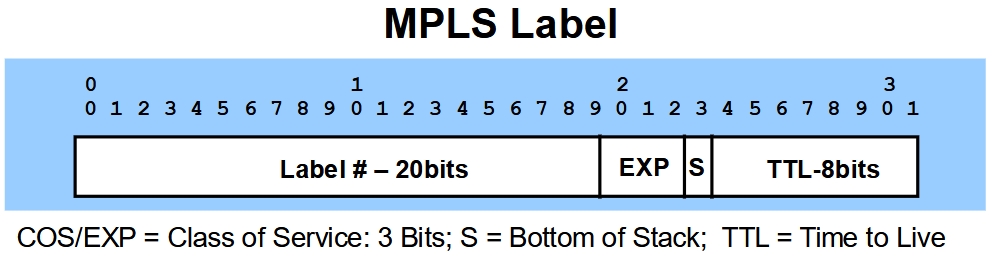 MPLS Label
0 1 2 3
0 1 2 3 4 5 6 7 8 9 0 1 2 3 4 5 6 7 8 9 0 1 2 3 4 5 6 7 8 9 0 1
Label # – 20bits EXP S TTL-8bits
COS/EXP = Class of Service: 3 Bits; S = Bottom of Stack; TTL = Time to Live